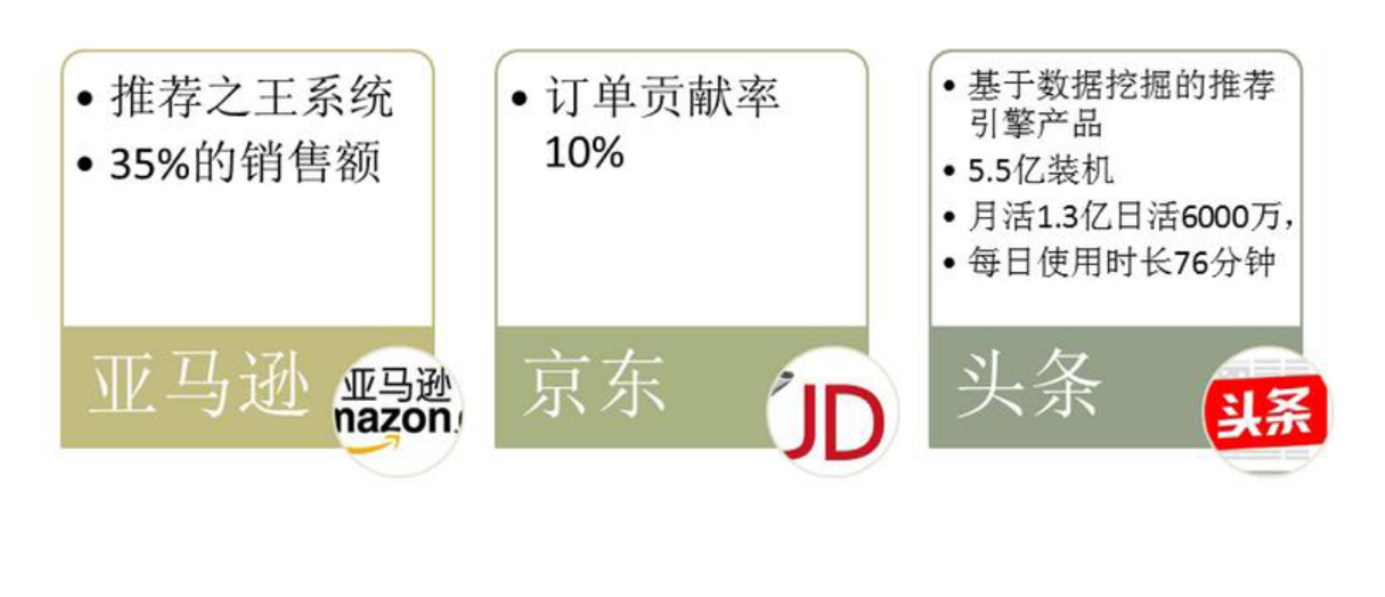 • 推荐之王系统
• 35%的销售额
亚马逊
亚马逊
mazon.
• 订单贡献率
10%
京东
JD
• 基于数据挖掘的推荐
引擎产品
• 5.5亿装机
• 月活1.3亿日活6000万,
• 每日使用时长76分钟
头条
头条